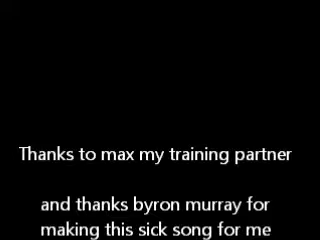 Thanks to max my training partner
and thanks byron murray for
making this sick song for me